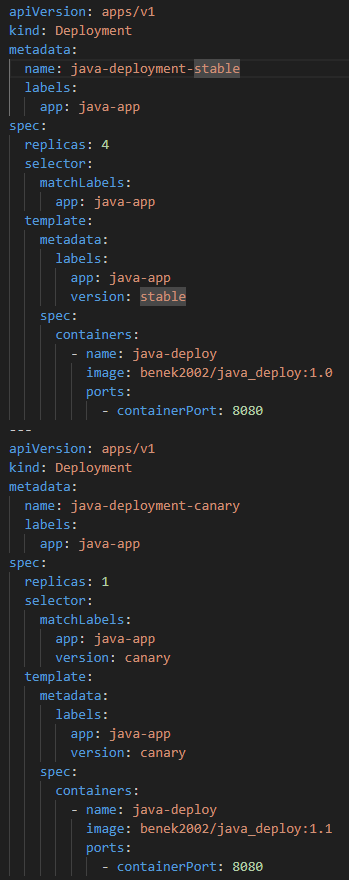 apiVersion: apps/v1
kind: Deployment
metadata:
  name: java-deployment-stable
  labels:
    app: java-app
spec:
  replicas: 4
  selector:
    matchLabels:
      app: java-app
  template:
    metadata:
      labels:
        app: java-app
        version: stable
    spec:
      containers:
        - name: java-deploy
          image: benek2002/java_deploy:1.0
          ports:
            - containerPort: 8080
---
apiVersion: apps/v1
kind: Deployment
metadata:
  name: java-deployment-canary
  labels:
    app: java-app
spec:
  replicas: 1
  selector:
    matchLabels:
      app: java-app
      version: canary
  template:
    metadata:
      labels:
        app: java-app
        version: canary
    spec:
      containers:
        - name: java-deploy
          image: benek2002/java_deploy:1.1
          ports:
            - containerPort: 8080